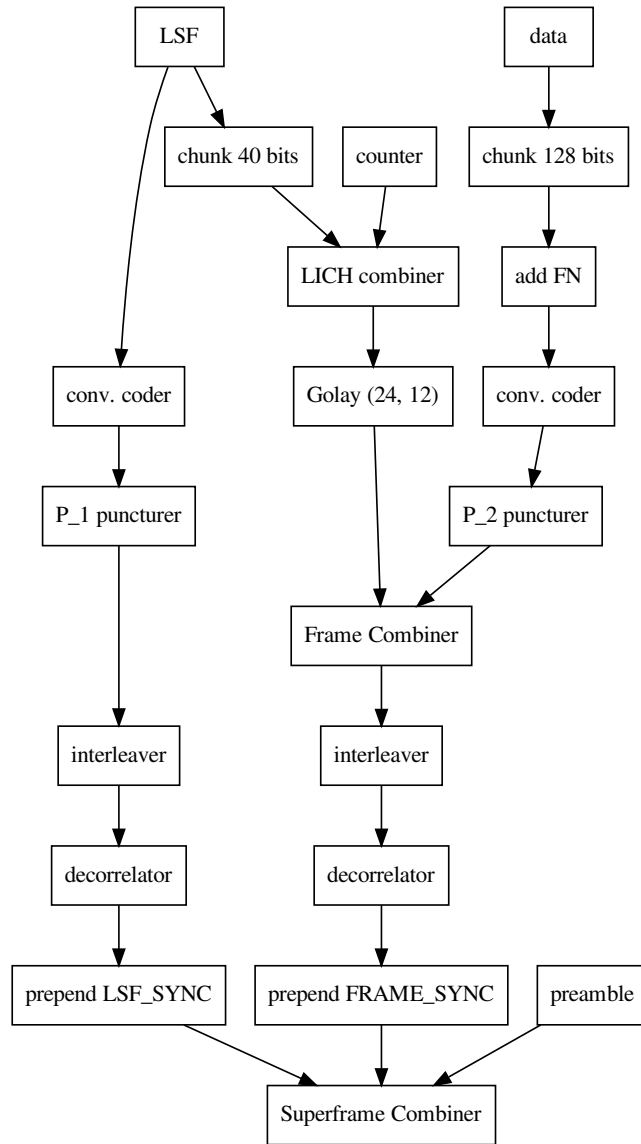 LSF
data
chunk 40 bits
counter
chunk 128 bits
LICH combiner
add FN
conv. coder
Golay (24, 12)
conv. coder
P_1 puncturer
P_2 puncturer
Frame Combiner
interleaver
interleaver
decorrelator
decorrelator
prepend LSF_SYNC
prepend FRAME_SYNC
preamble
Superframe Combiner